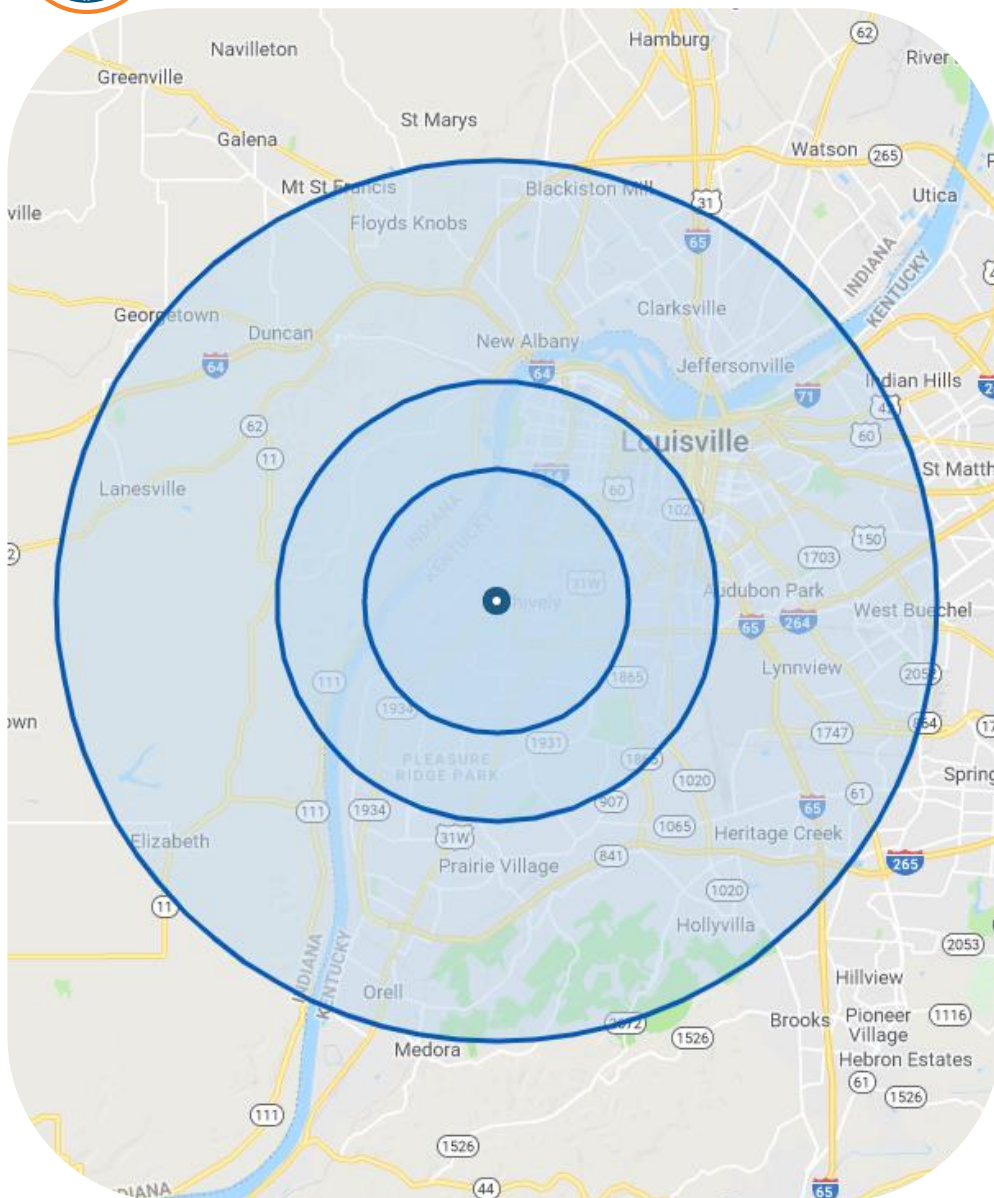 Hamburg
62
Navilleton
River
Greenville
St Marys
Galena
Watson
265
Mt St Francis
Blackiston Mill
Utica
31
ville
Floyds Knobs
65
INDIANA
KENTUCKY
Clarksville
Georgetown
Duncan
New Albany
64
64
Jeffersonville
71
Indian Hills
42
62
60
Louisville
11
St Matth
Lanesville
60
1020
INDIANA
KENTUCKY
150
1703
31W
Shively
Audubon Park
West Buechel
65
264
Lynnview
1865
2052
111
1934
own
864
1747
1931
PLEASURE
RIDGE PARK
1865
1020
Spring
61
111
1934
907
65
1065
Heritage Creek
31W
Elizabeth
841
265
Prairie Village
1020
11
Hollyvilla
2053
INDIANA
KENTUCKY
Hillview
Orell
Brooks
Pioneer
Village
1116
3072
1526
Medora
Hebron Estates
61
1526
111
1526
44
65